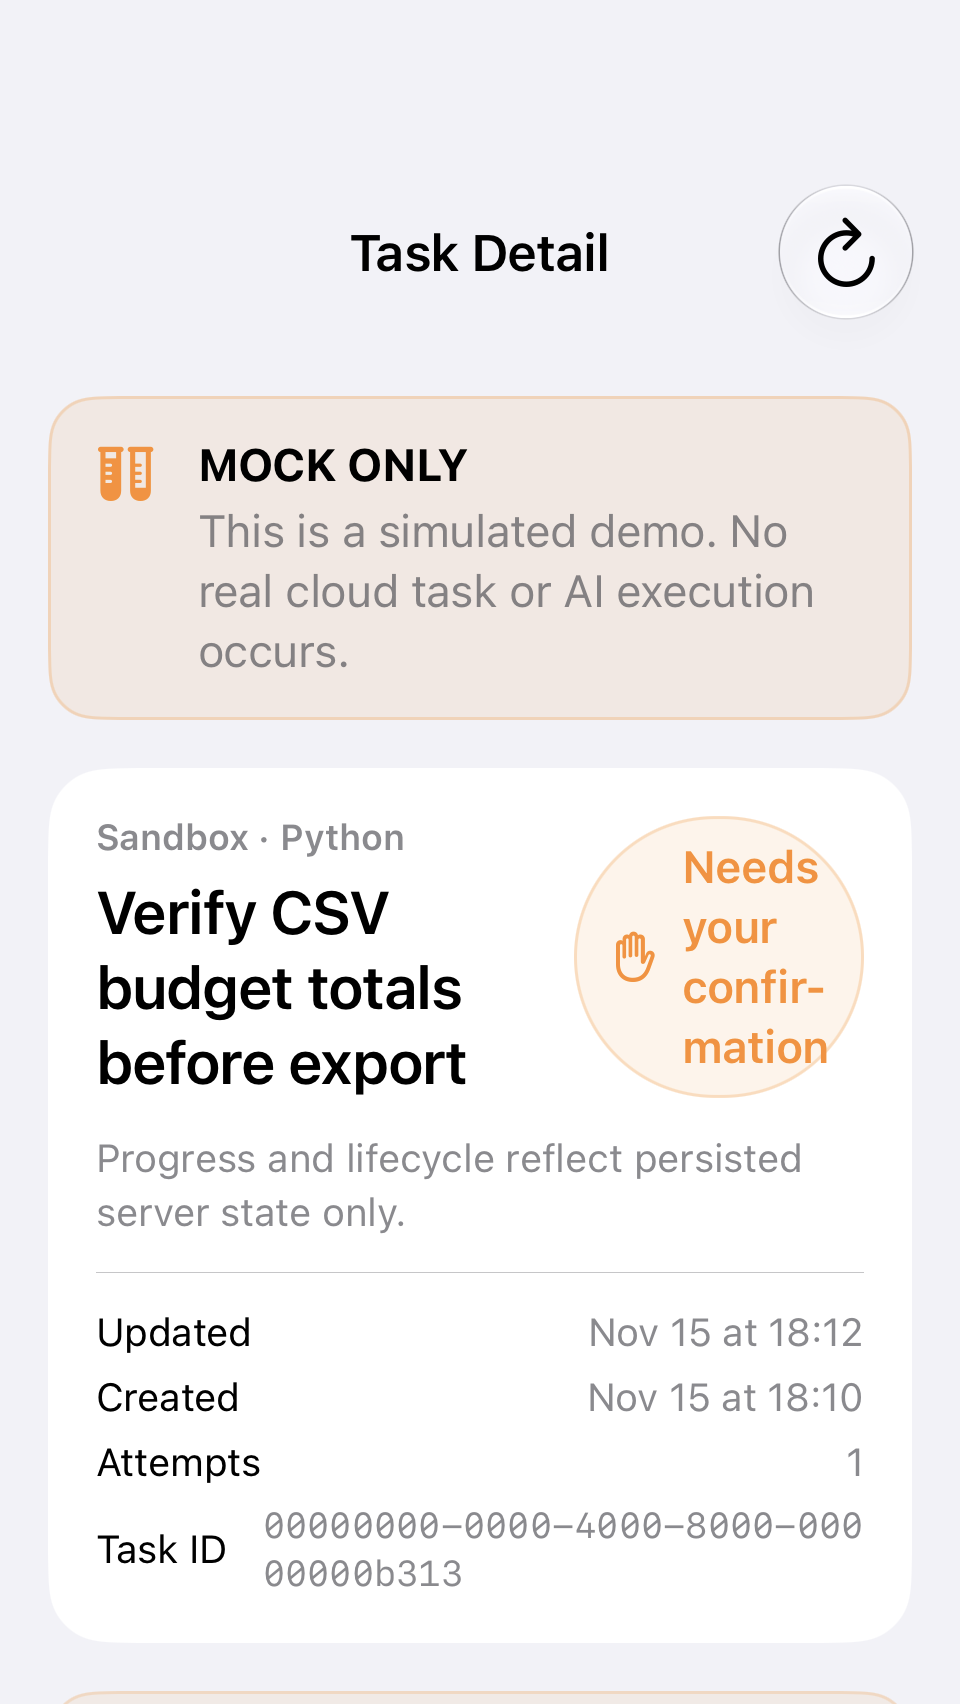 Task Detail
MOCK ONLY
This is a simulated demo. No
real cloud task or AI execution
occurs.
Sandbox · Python
Verify CSV
budget totals
before export
Needs
your
confir-
mation
Progress and lifecycle reflect persisted
server state only.
Updated Nov 15 at 18:12
Created Nov 15 at 18:10
Attempts 1
Task ID 00000000-0000-4000-8000-000
00000b313